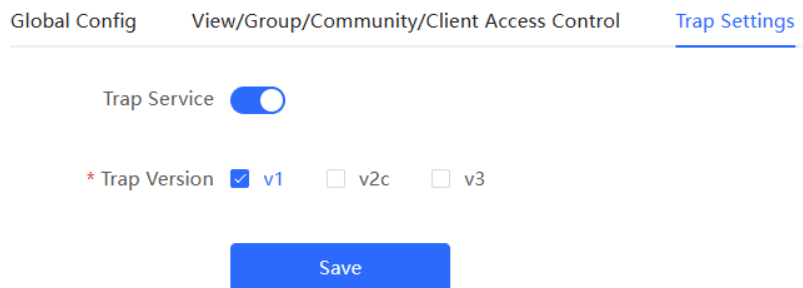 Global Config View/Group/Community/Client Access Control Trap Settings
Trap Service
* Trap Version v1 v2c v3
Save